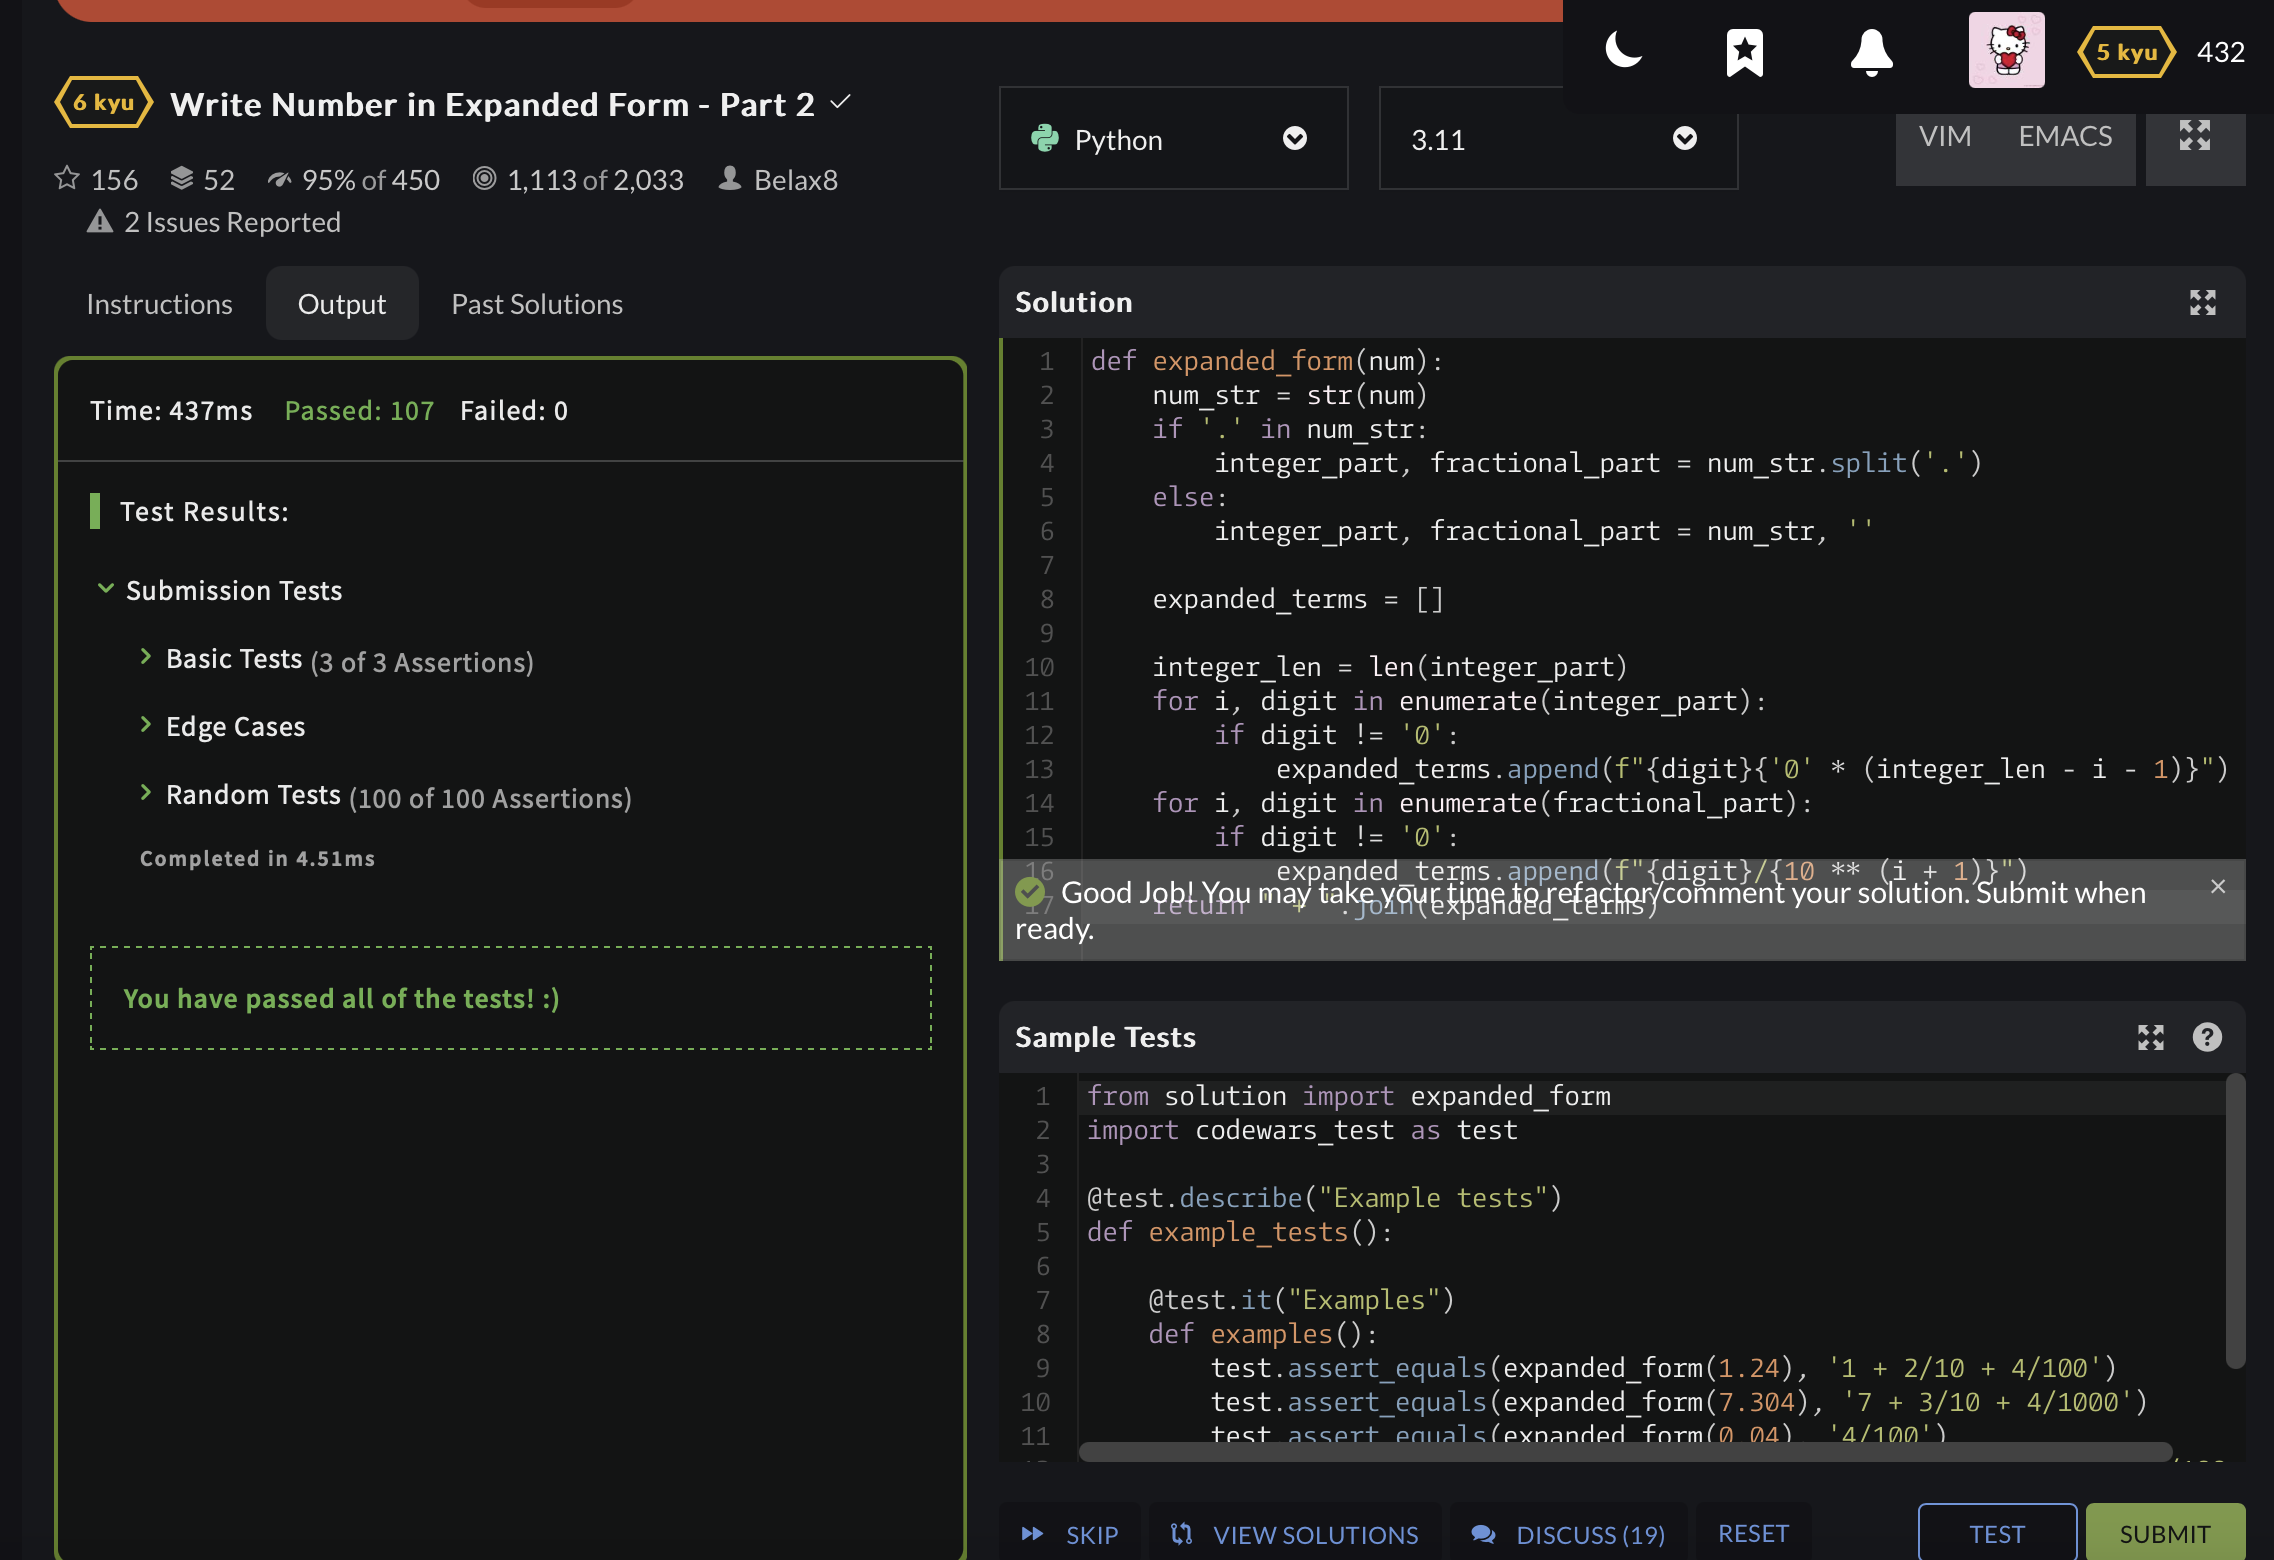 5 kyu 432
6 kyu Write Number in Expanded Form - Part 2
156 52 95% of 450 1,113 of 2,033 Belax8
2 Issues Reported
Python 3.11 VIM EMACS
Instructions Output Past Solutions
Time: 437ms Passed: 107 Failed: 0
Test Results:
Submission Tests
Basic Tests (3 of 3 Assertions)
Edge Cases
Random Tests (100 of 100 Assertions)
Completed in 4.51ms
You have passed all of the tests! :)
Solution
1 def expanded_form(num):
2     num_str = str(num)
3     if '.' in num_str:
4         integer_part, fractional_part = num_str.split('.')
5     else:
6         integer_part, fractional_part = num_str, ''
7
8     expanded_terms = []
9
10     integer_len = len(integer_part)
11     for i, digit in enumerate(integer_part):
12         if digit != '0':
13             expanded_terms.append(f"{digit}{'0' * (integer_len - i - 1)}")
14     for i, digit in enumerate(fractional_part):
15         if digit != '0':
16             expanded_terms.append(f"{digit}/{10 ** (i + 1)}")
17     return " + ".join(expanded_terms)
Good Job! You may take your time to refactor/comment your solution. Submit when
ready.
Sample Tests
1 from solution import expanded_form
2 import codewars_test as test
3
4 @test.describe("Example tests")
5 def example_tests():
6
7     @test.it("Examples")
8     def examples():
9         test.assert_equals(expanded_form(1.24), '1 + 2/10 + 4/100')
10         test.assert_equals(expanded_form(7.304), '7 + 3/10 + 4/1000')
11         test.assert_equals(expanded_form(0.04), '4/100')
SKIP VIEW SOLUTIONS DISCUSS (19) RESET TEST SUBMIT